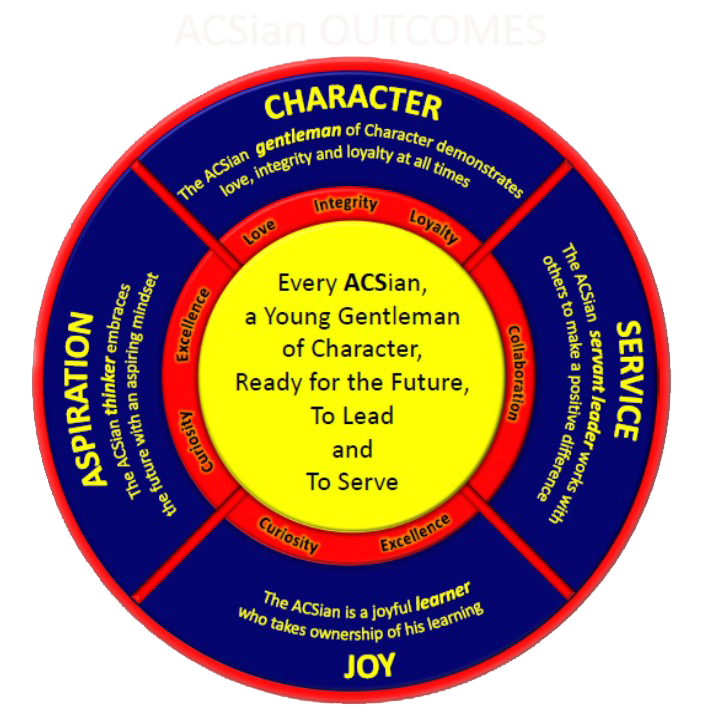 ACSian OUTCOMES
CHARACTER
The ACSian gentleman of Character demonstrates
love, integrity and loyalty at all times
Love
Integrity
Loyalty
SERVICE
The ACSian servant leader works with
others to make a positive difference
Collaboration
Every ACSian,
a Young Gentleman
of Character,
Ready for the Future,
To Lead
and
To Serve
ASPIRATION
The ACSian thinker embraces
the future with an aspiring mindset
Excellence
Curiosity
Curiosity
Excellence
The ACSian is a joyful learner
who takes ownership of his learning
JOY